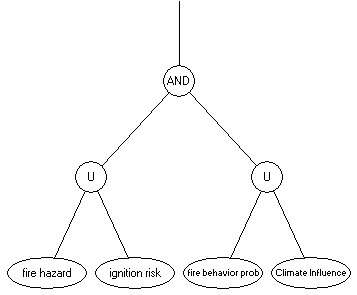 AND
U
U
fire hazard
ignition risk
fire behavior prob
Climate Influence